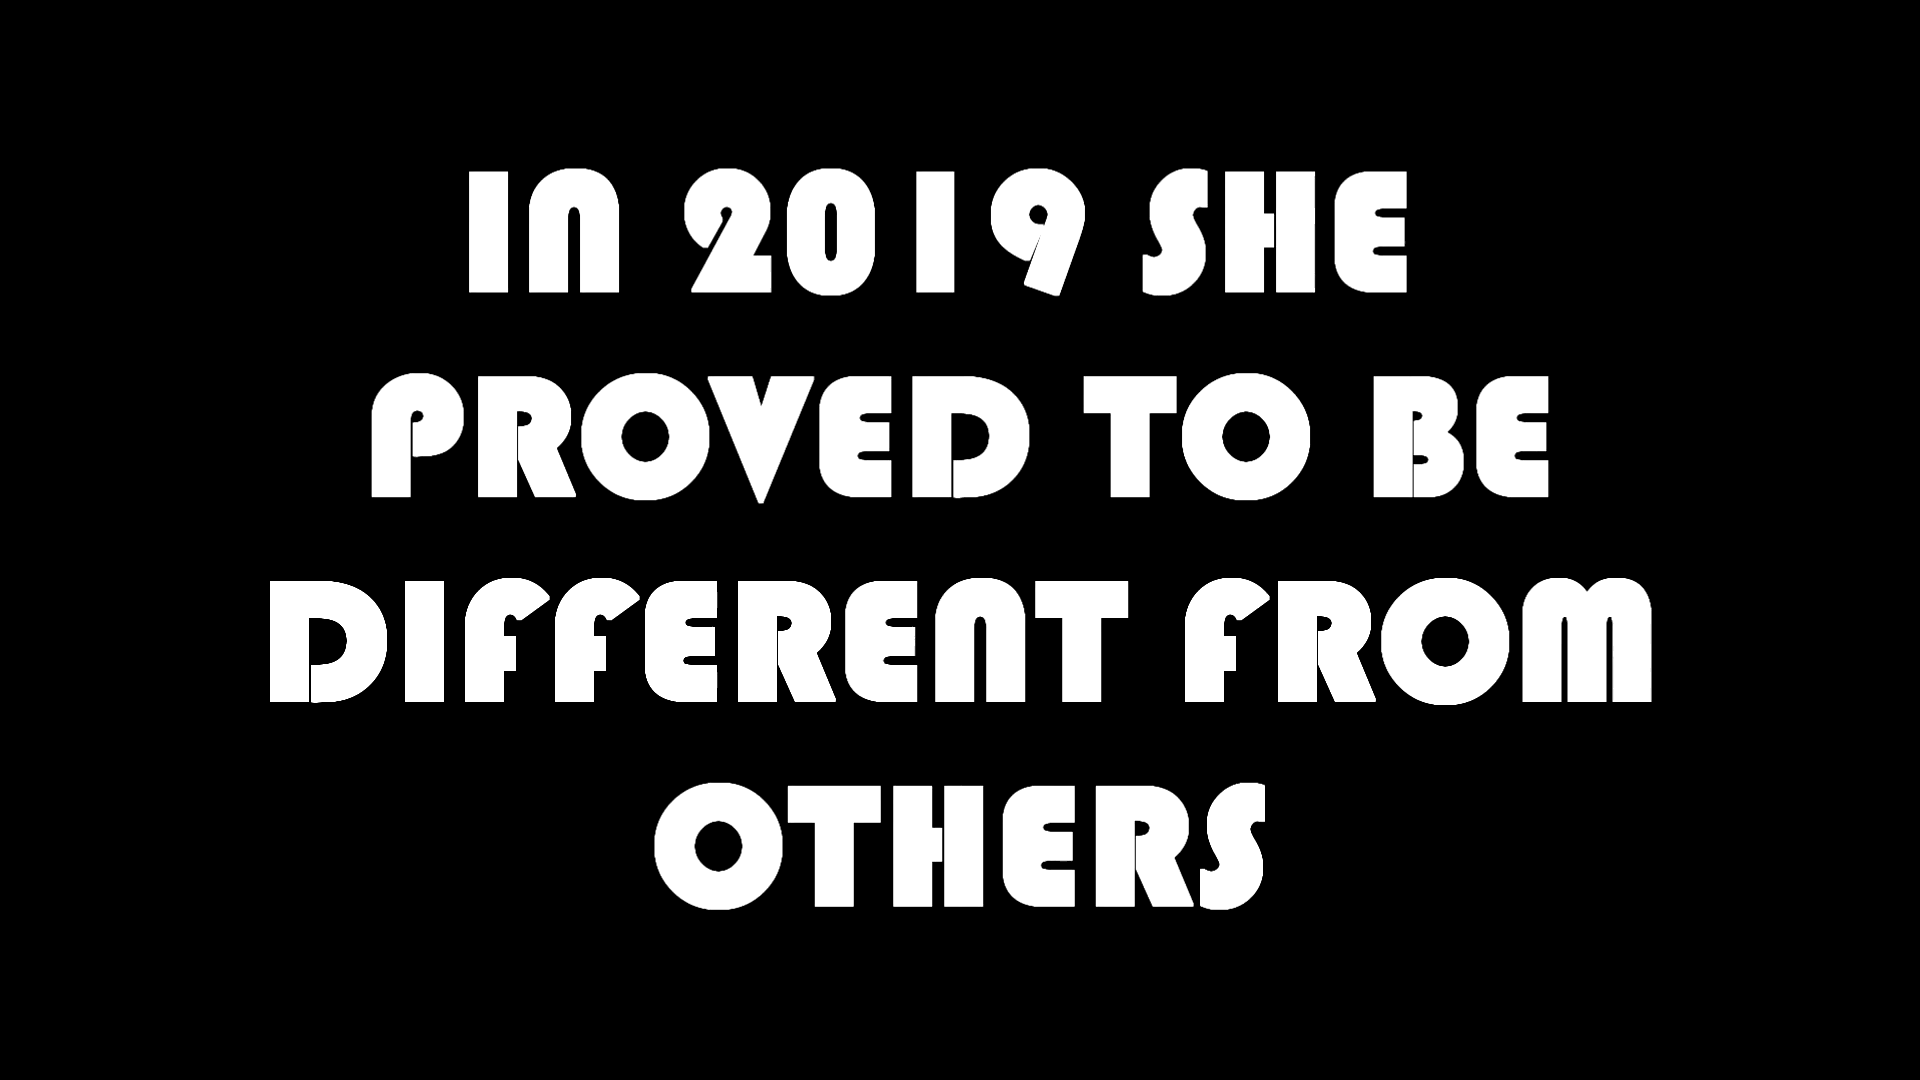 IN 2019 SHE
PROVED TO BE
DIFFERENT FROM
OTHERS